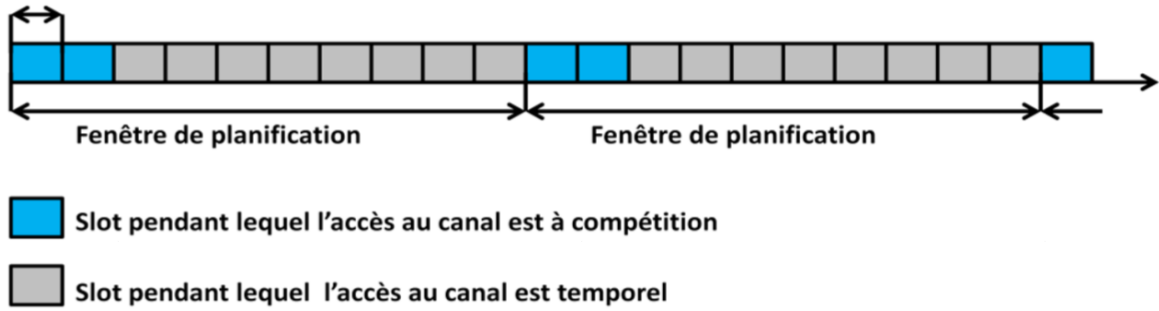 Fenêtre de planification
Fenêtre de planification
Slot pendant lequel l'accès au canal est à compétition
Slot pendant lequel l'accès au canal est temporel